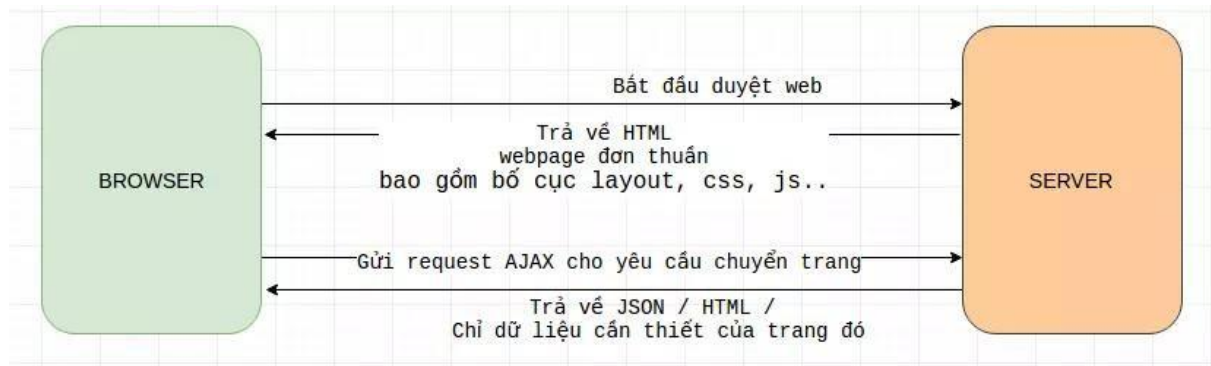 Bắt đầu duyệt web
Trả về HTML
webpage đơn thuần
bao gồm bố cục layout, css, js..
BROWSER
SERVER
Gửi request AJAX cho yêu cầu chuyển trang
Trả về JSON / HTML /
Chỉ dữ liệu cần thiết của trang đó